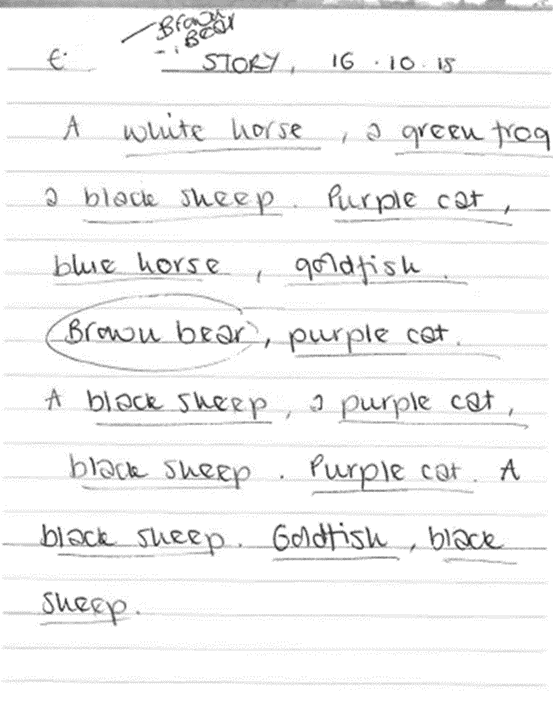 Brown
Bear
E. STORY, 16.10.15
A white horse, a green frog
a black sheep. Purple cat,
blue horse, goldfish.
Brown bear, purple cat.
A black sheep, a purple cat,
black sheep. Purple cat. A
black sheep. Goldfish, black
sheep.